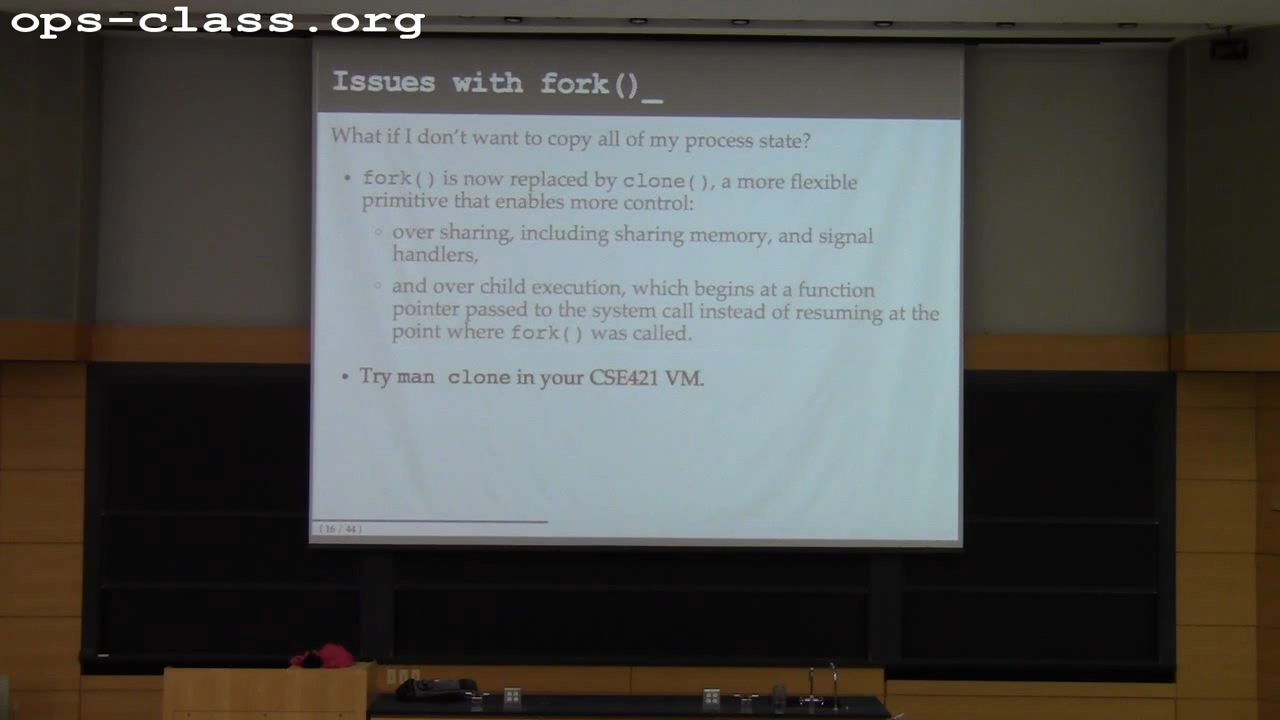 ops-class.org
Issues with fork()_
What if I don't want to copy all of my process state?
• fork() is now replaced by clone(), a more flexible
primitive that enables more control:
◦ over sharing, including sharing memory, and signal
handlers,
◦ and over child execution, which begins at a function
pointer passed to the system call instead of resuming at the
point where fork() was called.
• Try man clone in your CSE421 VM.
( 16 / 44 )